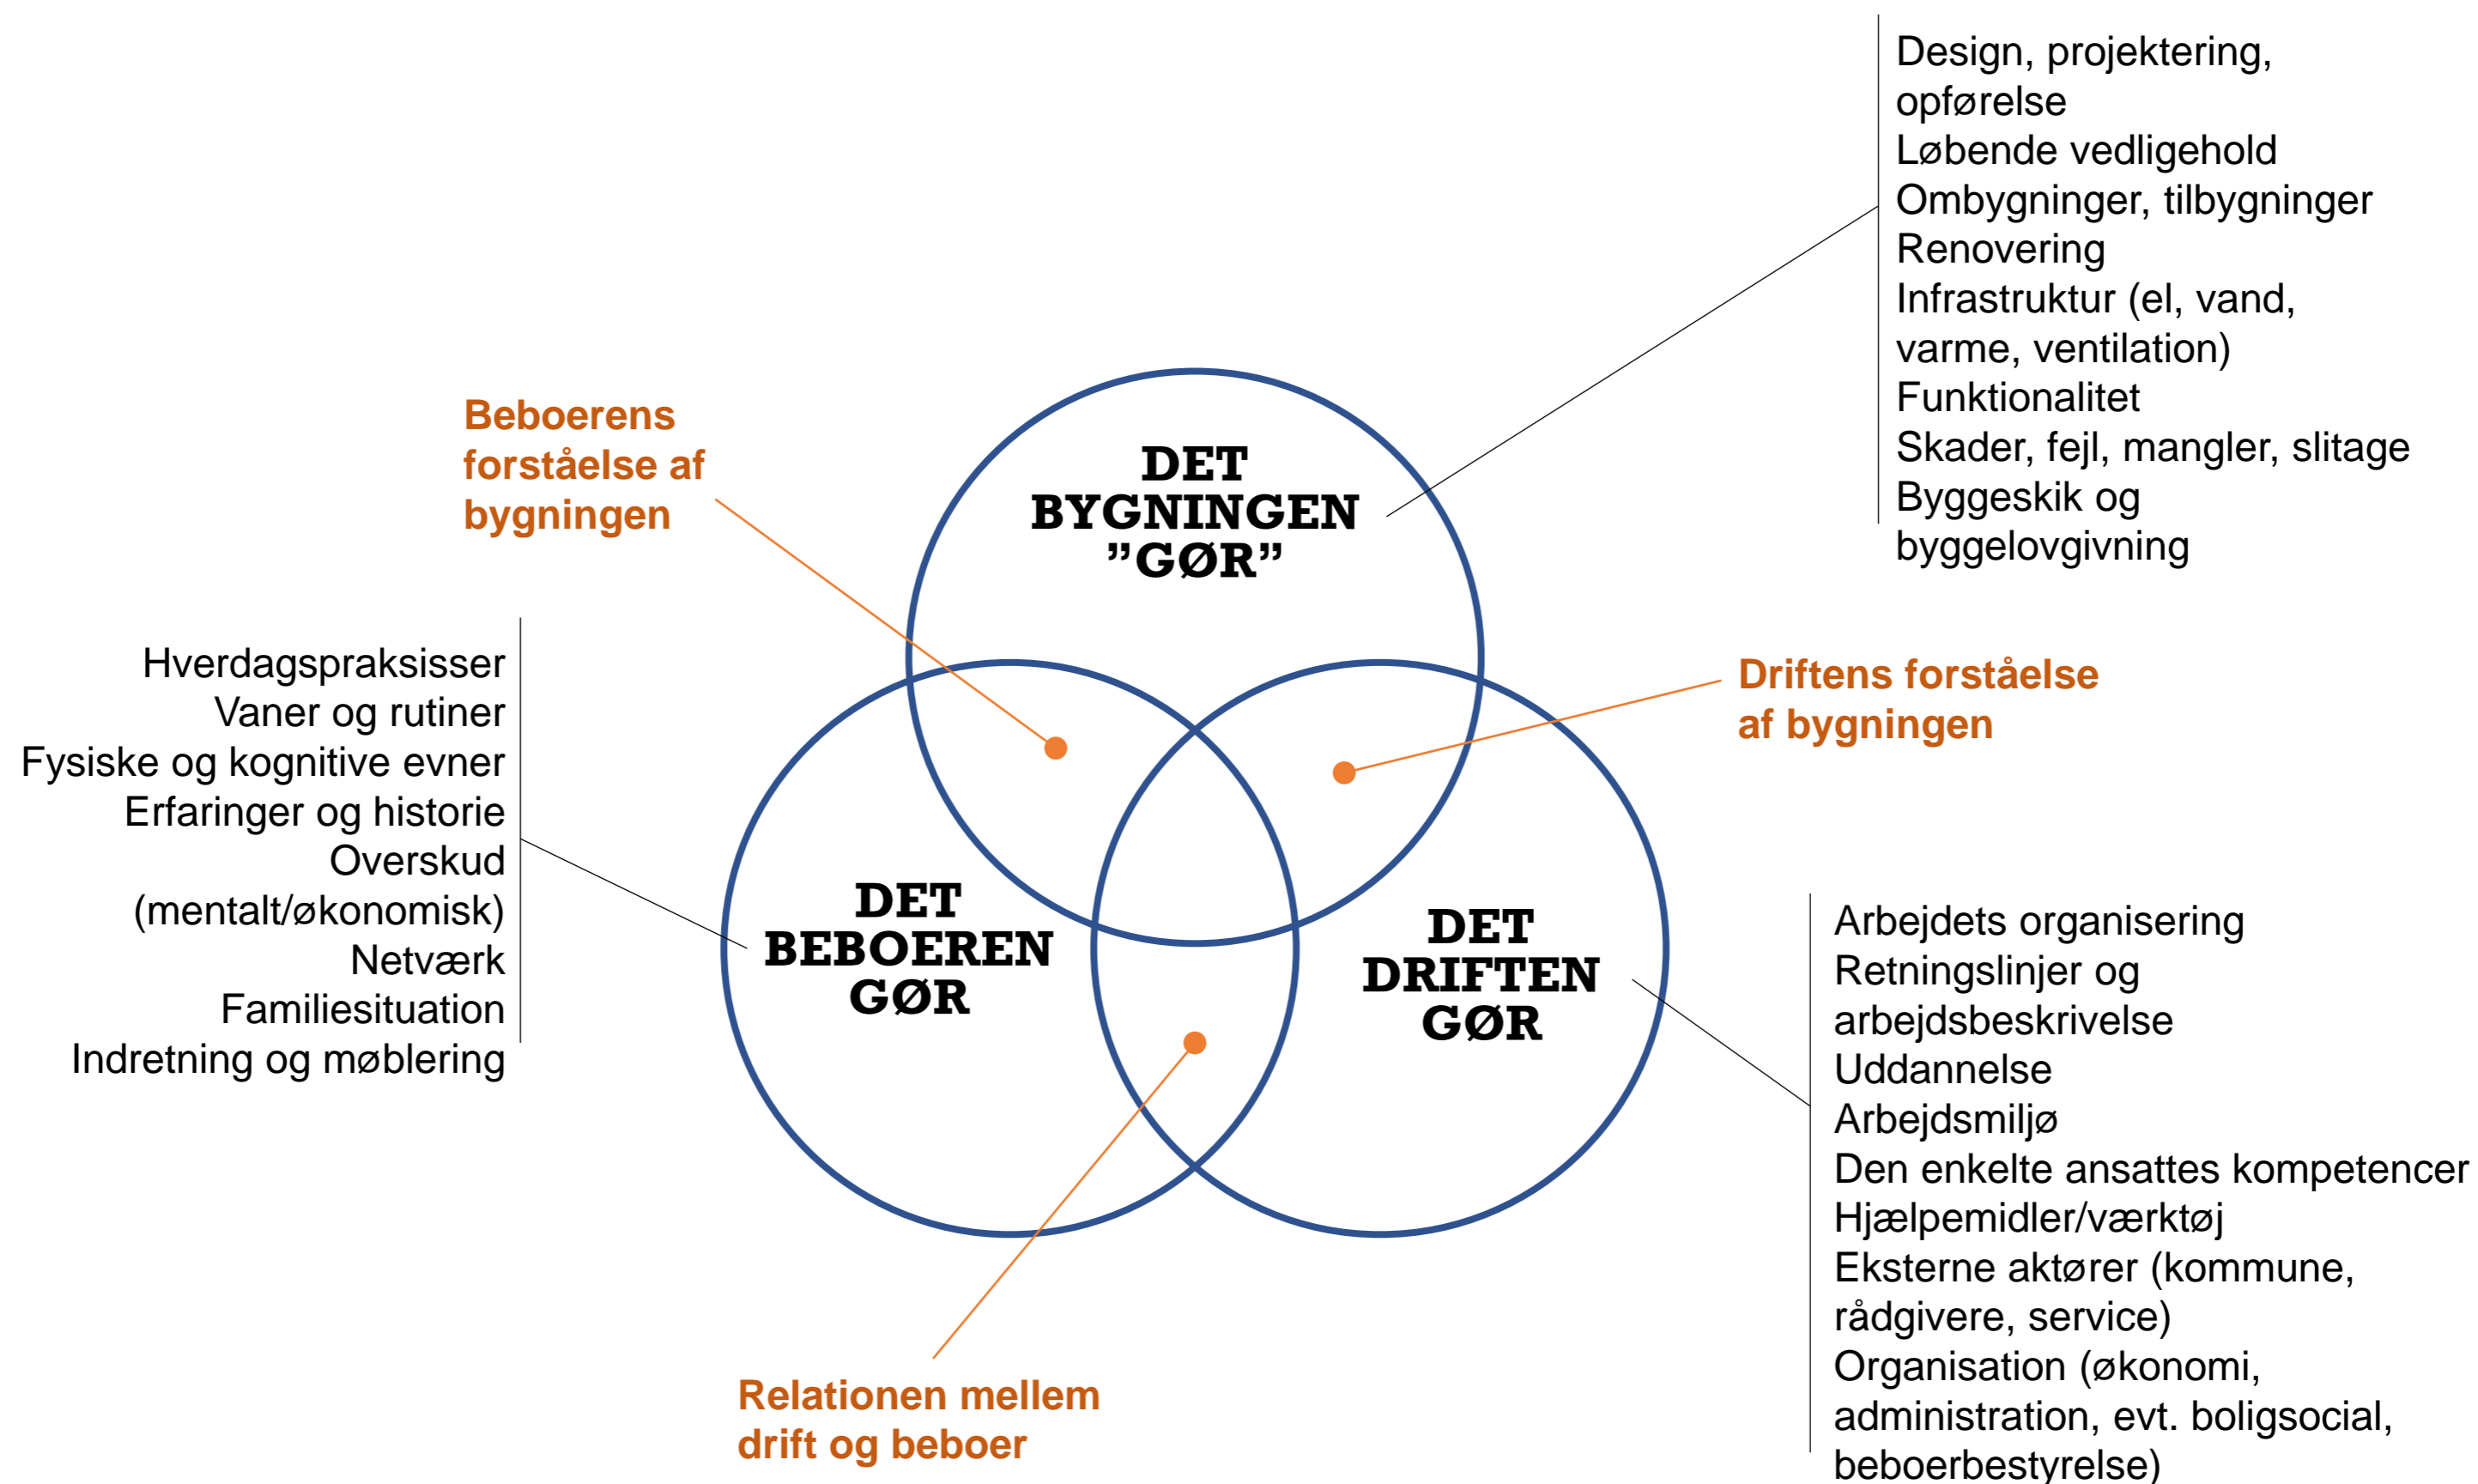 Design, projektering,
opførelse
Løbende vedligehold
Ombygninger, tilbygninger
Renovering
Infrastruktur (el, vand,
varme, ventilation)
Funktionalitet
Skader, fejl, mangler, slitage
Byggeskik og
byggelovgivning
Beboerens
forståelse af
bygningen
DET
BYGNINGEN
”GØR”
Hverdagspraksisser
Vaner og rutiner
Fysiske og kognitive evner
Erfaringer og historie
Overskud
(mentalt/økonomisk)
Netværk
Familiesituation
Indretning og møblering
Driftens forståelse
af bygningen
DET
BEBOEREN
GØR
DET
DRIFTEN
GØR
Arbejdets organisering
Retningslinjer og
arbejdsbeskrivelse
Uddannelse
Arbejdsmiljø
Den enkelte ansattes kompetencer
Hjælpemidler/værktøj
Eksterne aktører (kommune,
rådgivere, service)
Organisation (økonomi,
administration, evt. boligsocial,
beboerbestyrelse)
Relationen mellem
drift og beboer